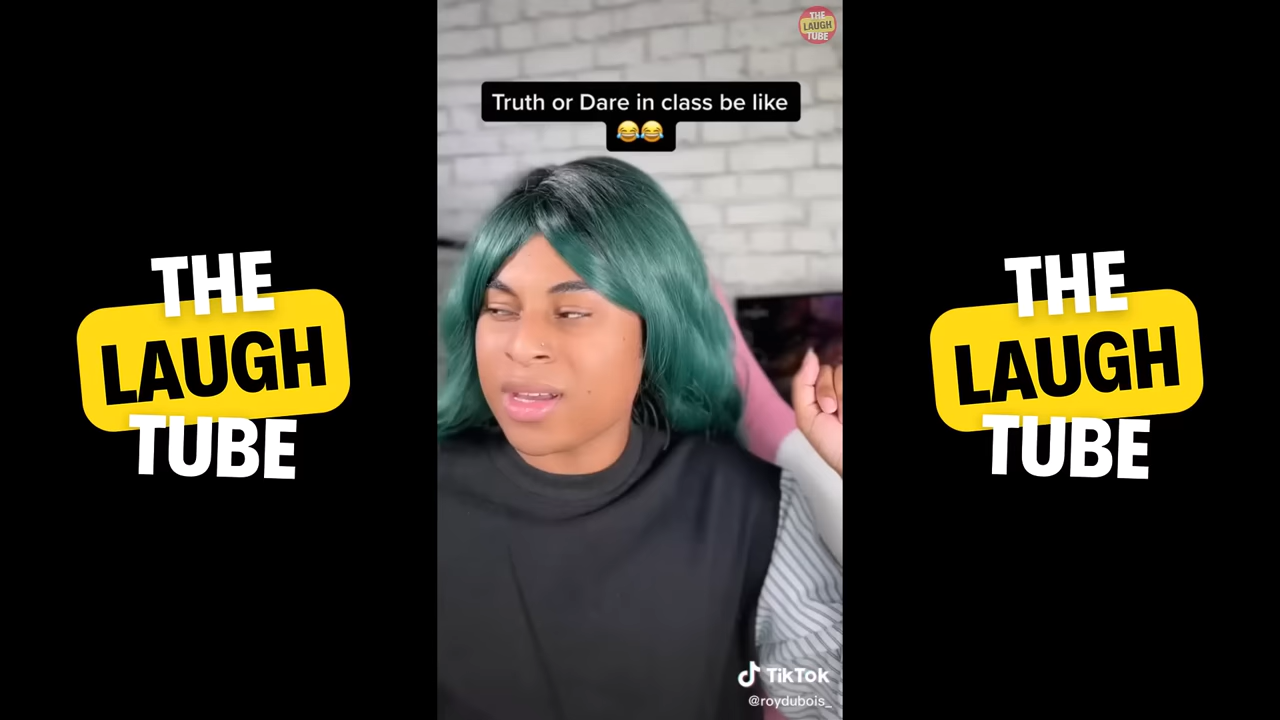 THE
LAUGH
TUBE
THE
LAUGH
TUBE
Truth or Dare in class be like
😂😂
TikTok
@roydubois_
THE
LAUGH
TUBE